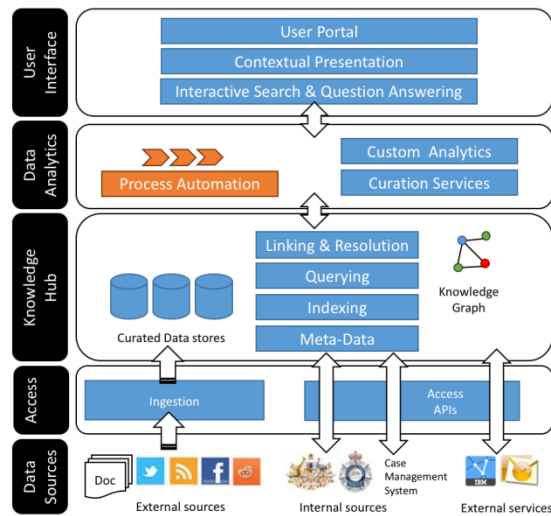 User
Interface
User Portal
Contextual Presentation
Interactive Search & Question Answering
Data
Analytics
Process Automation
Custom Analytics
Curation Services
Knowledge
Hub
Curated Data stores
Linking & Resolution
Querying
Indexing
Meta-Data
Knowledge
Graph
Access
Ingestion
Access
APIs
Data
Sources
Doc
External sources
Internal sources
Case
Management
System
IBM
External services